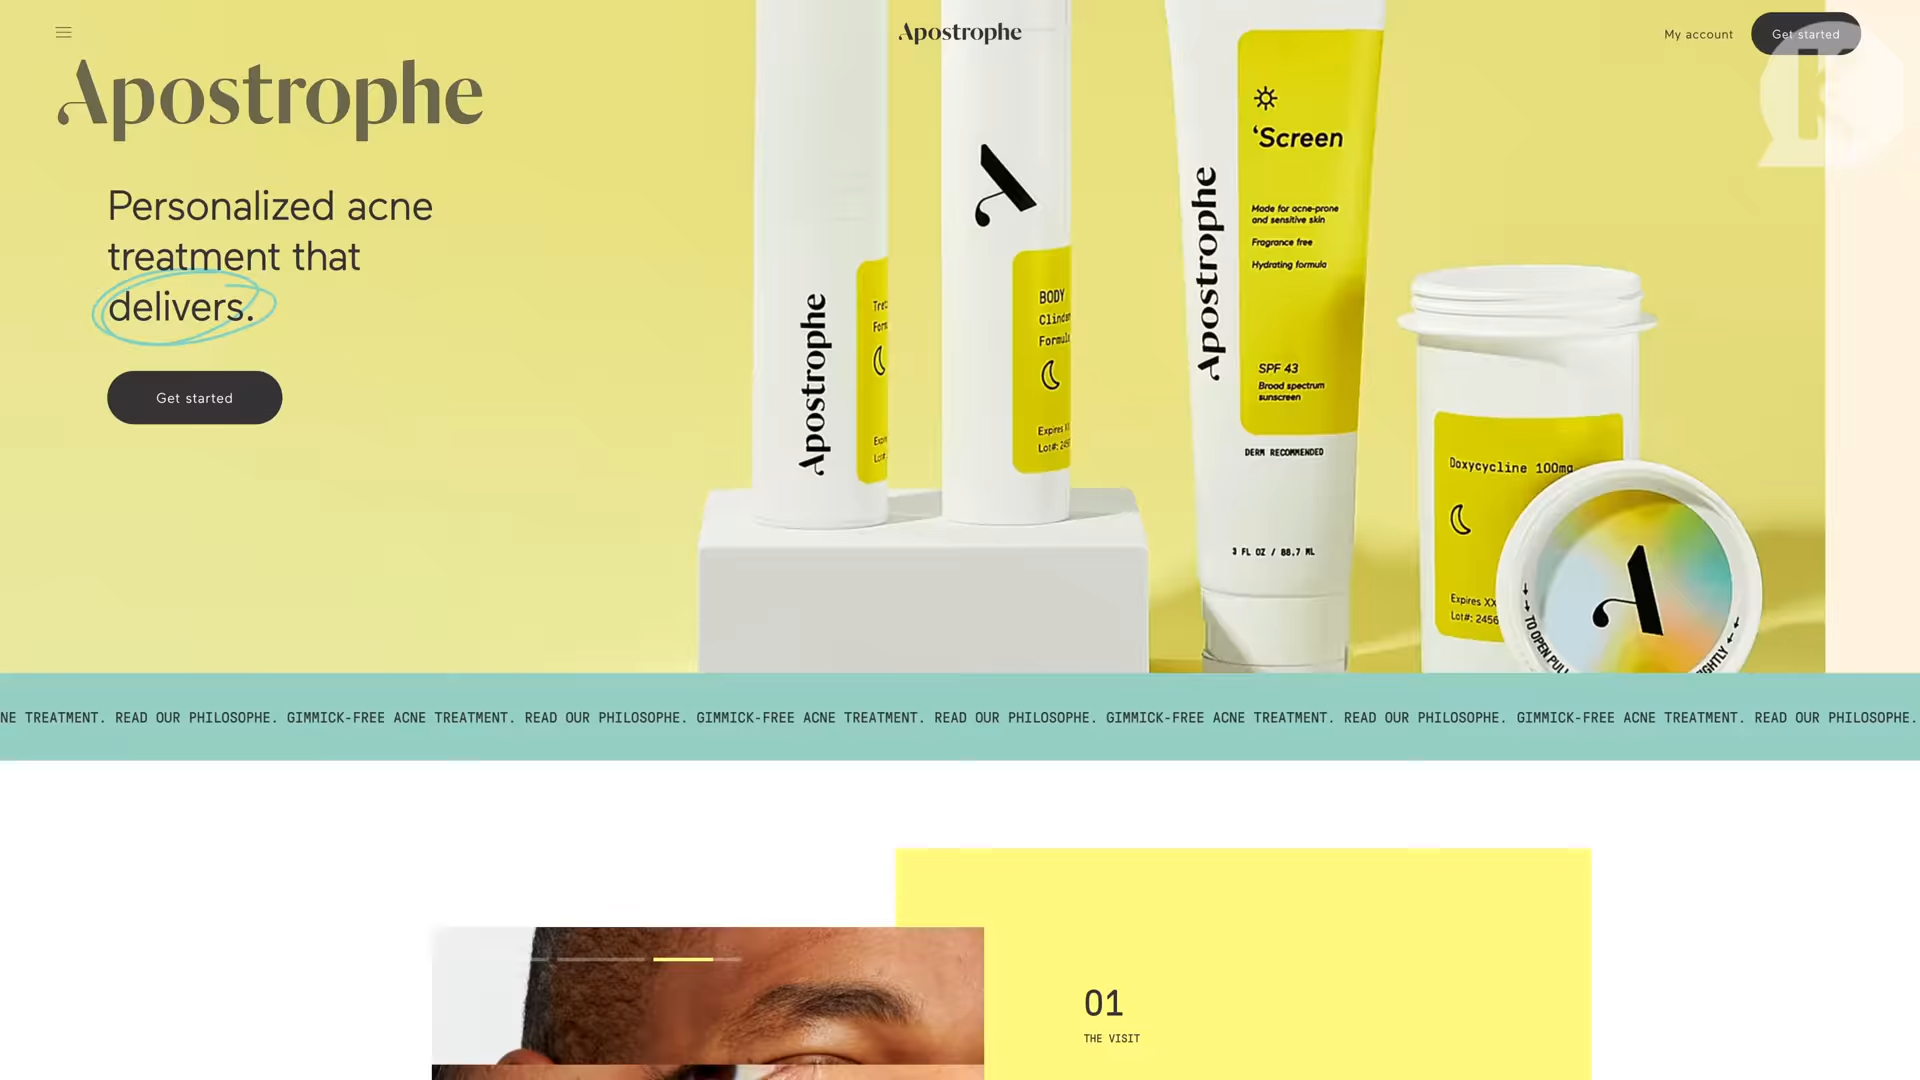 Apostrophe
My account
Get started
Apostrophe
Personalized acne
treatment that
delivers.
Get started
Apostrophe
BODY
Expires
Apostrophe
'Screen
Made for acne-prone
and sensitive skin
Fragrance free
Hydrating formula
SPF 43
Broad spectrum
sunscreen
DERM RECOMMENDED
3 FL OZ / 88.7 ML
Doxycycline 100mg
Expires XX
Lot#: 2456
TO OPEN
NE TREATMENT. READ OUR PHILOSOPHE. GIMMICK-FREE ACNE TREATMENT. READ OUR PHILOSOPHE. GIMMICK-FREE ACNE TREATMENT. READ OUR PHILOSOPHE. GIMMICK-FREE ACNE TREATMENT. READ OUR PHILOSOPHE. GIMMICK-FREE ACNE TREATMENT. READ OUR PHILOSOPHE.
01
THE VISIT